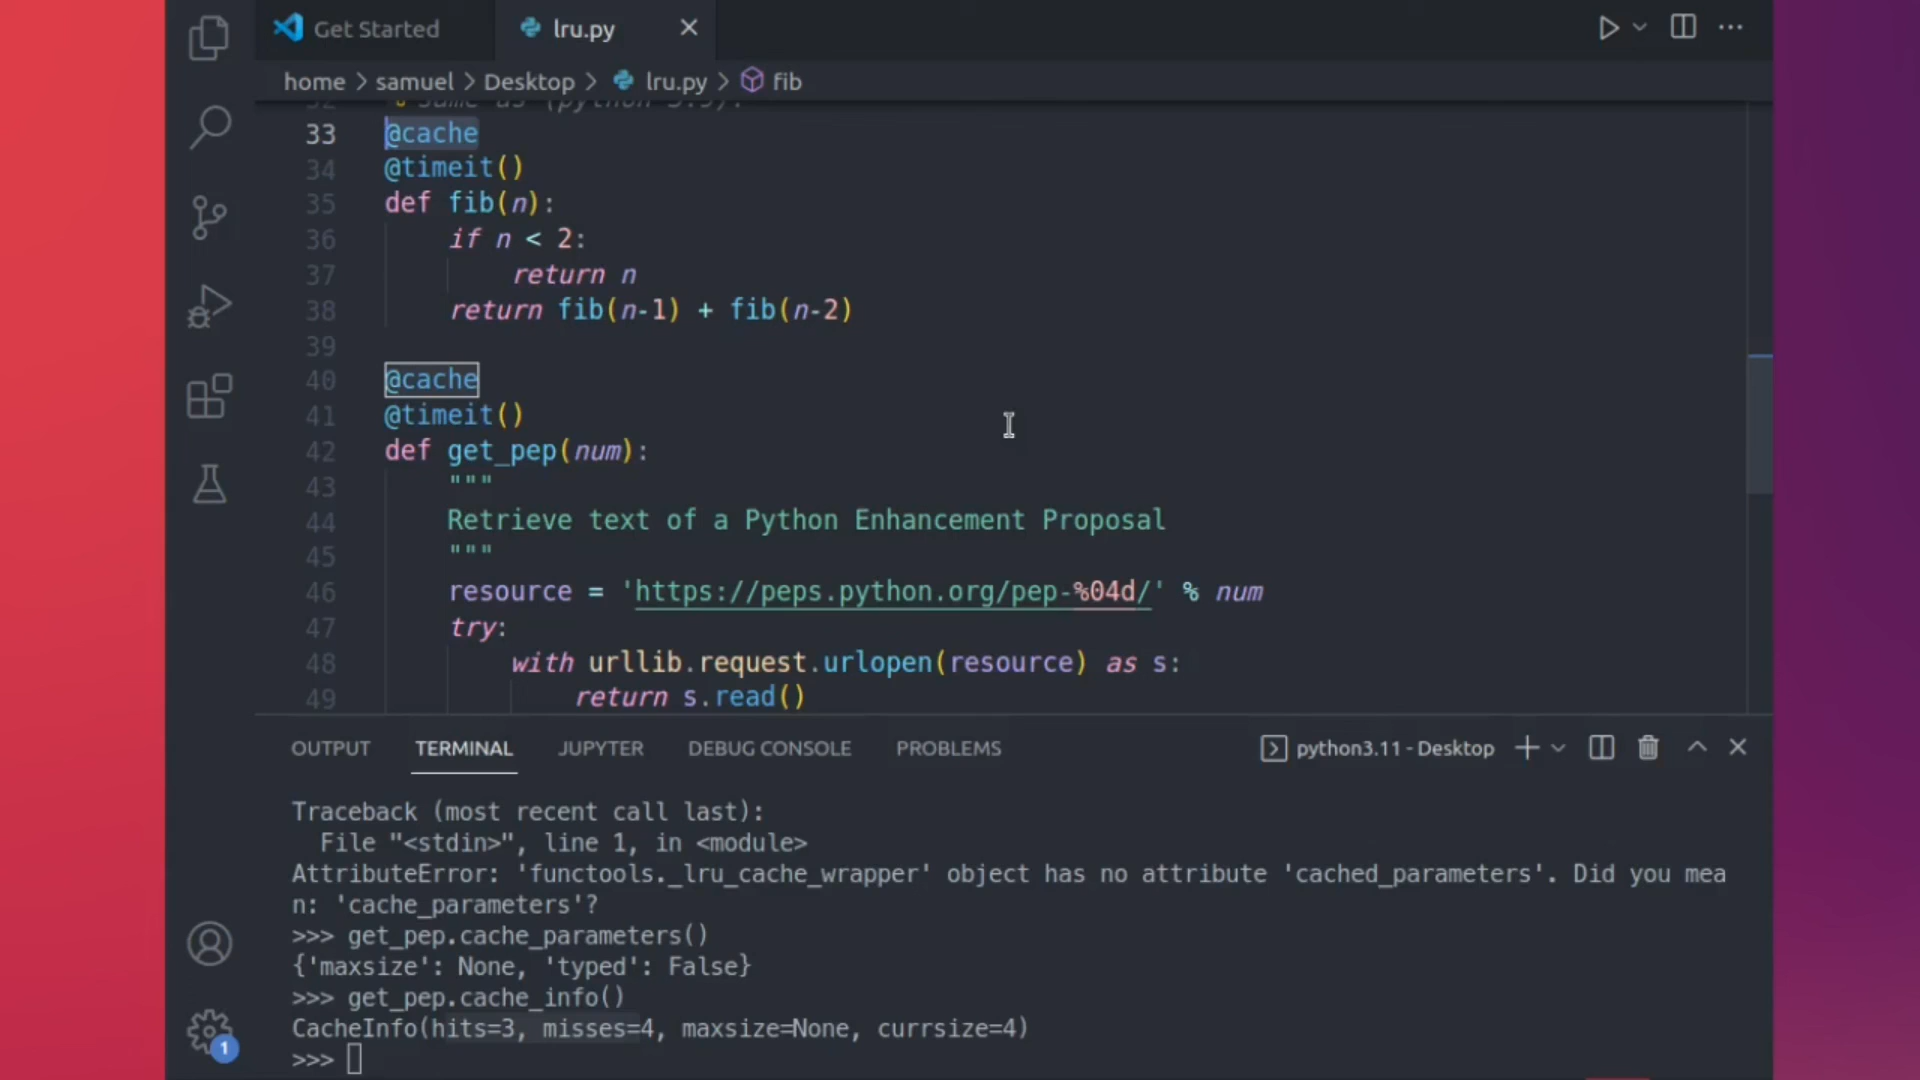 Get Started
lru.py
home > samuel > Desktop > lru.py > fib
32 # Same as (python 3.9):
33 @cache
34 @timeit()
35 def fib(n):
36 if n < 2:
37 return n
38 return fib(n-1) + fib(n-2)
39
40 @cache
41 @timeit()
42 def get_pep(num):
43 """
44 Retrieve text of a Python Enhancement Proposal
45 """
46 resource = 'https://peps.python.org/pep-%04d/' % num
47 try:
48 with urllib.request.urlopen(resource) as s:
49 return s.read()
OUTPUT TERMINAL JUPYTER DEBUG CONSOLE PROBLEMS python3.11 - Desktop
Traceback (most recent call last):
File "<stdin>", line 1, in <module>
AttributeError: 'functools._lru_cache_wrapper' object has no attribute 'cached_parameters'. Did you mea
n: 'cache_parameters'?
>>> get_pep.cache_parameters()
{'maxsize': None, 'typed': False}
>>> get_pep.cache_info()
CacheInfo(hits=3, misses=4, maxsize=None, currsize=4)
>>>
1